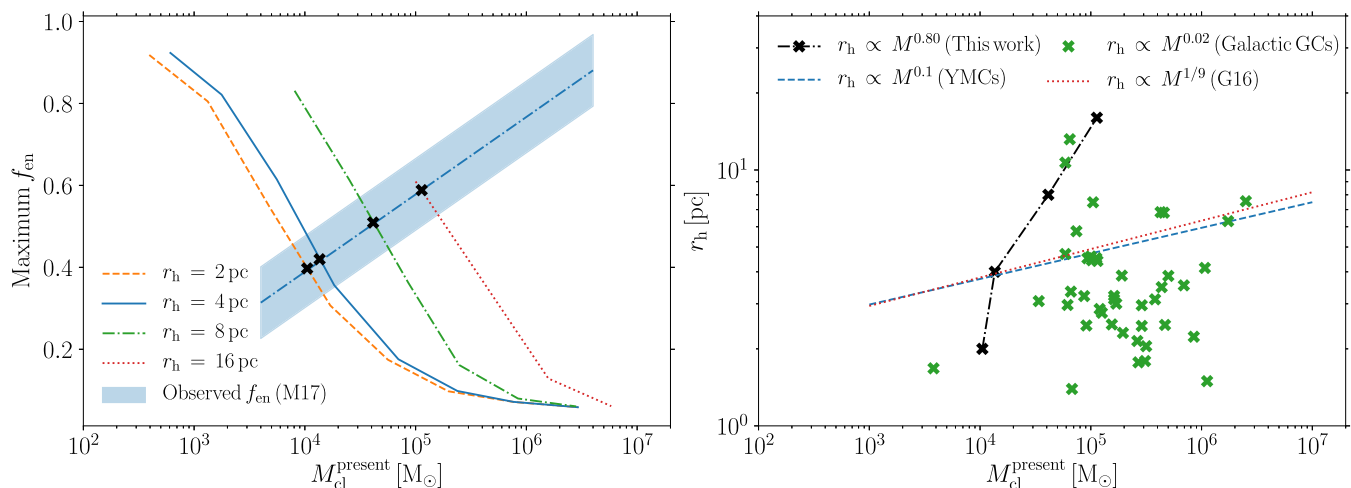 1.0
0.8
0.6
0.4
0.2
Maximum f_en
r_h = 2 pc
r_h = 4 pc
r_h = 8 pc
r_h = 16 pc
Observed f_en (M17)
10^2 10^3 10^4 10^5 10^6 10^7
M_cl^present [M_⊙]
r_h ∝ M^0.80 (This work)
r_h ∝ M^0.1 (YMCs)
r_h ∝ M^0.02 (Galactic GCs)
r_h ∝ M^1/9 (G16)
10^1
10^0
r_h [pc]
10^2 10^3 10^4 10^5 10^6 10^7
M_cl^present [M_⊙]